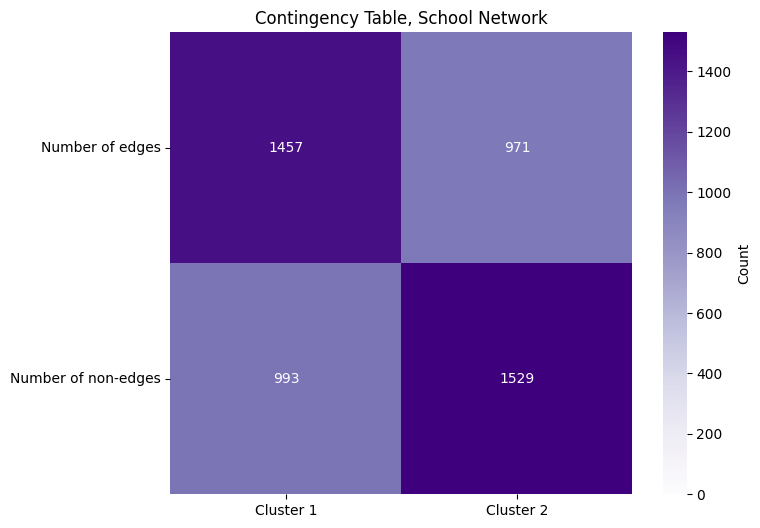 Contingency Table, School Network
Number of edges
1457
971
Number of non-edges
993
1529
Cluster 1
Cluster 2
1400
1200
1000
800
600
400
200
0
Count